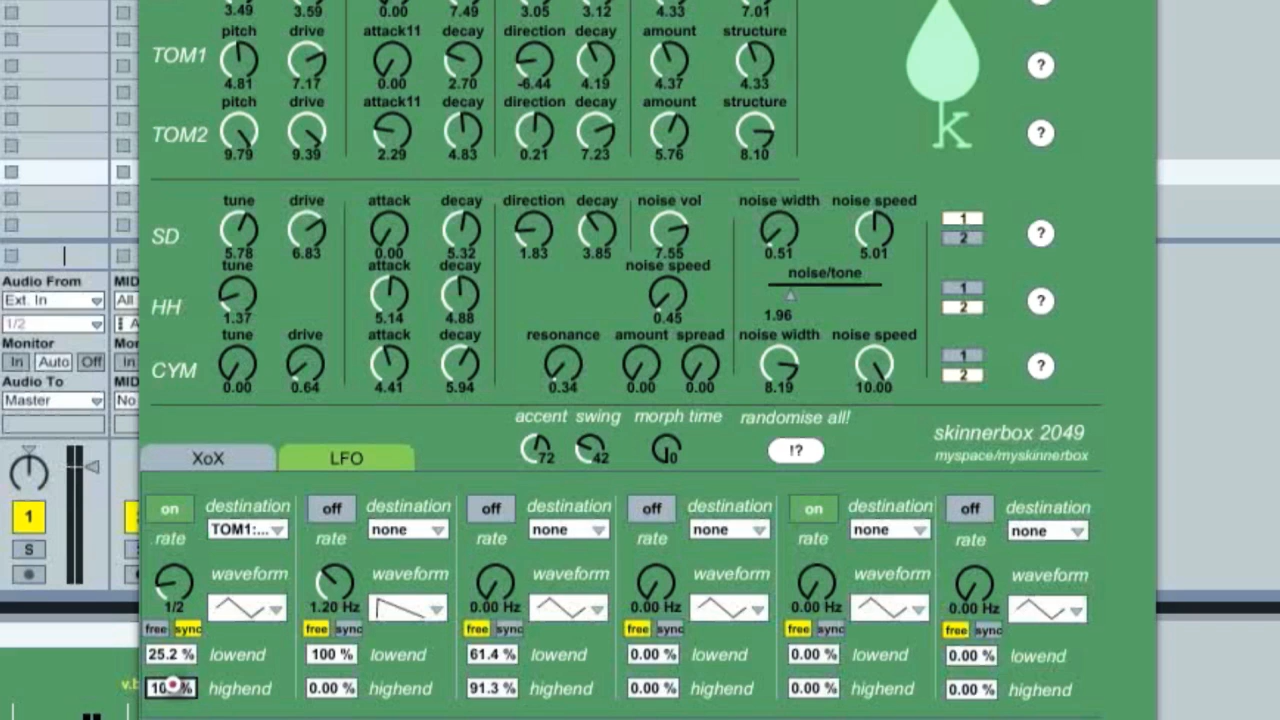 3.49 3.59 0.00 7.49 3.05 3.12 4.33 7.01
pitch drive attack11 decay direction decay amount structure
TOM1 ?
4.81 7.17 0.00 2.70 -6.44 4.19 4.37 4.33
pitch drive attack11 decay direction decay amount structure
TOM2 k ?
9.79 9.39 2.29 4.83 0.21 7.23 5.76 8.10
tune drive attack decay direction decay noise vol noise width noise speed
SD 1 ?
2
5.78 6.83 0.00 5.32 1.83 3.85 7.55 0.51 5.01
tune attack decay noise speed noise/tone
HH 1 ?
2
1.37 5.14 4.88 0.45 1.96
tune drive attack decay resonance amount spread noise width noise speed
CYM 1 ?
2
0.00 0.64 4.41 5.94 0.34 0.00 0.00 8.19 10.00
accent swing morph time randomise all!
72 42 0 !?
skinnerbox 2049
myspace/myskinnerbox
Audio From
Ext. In All
1/2
Monitor
In Auto Off In
Audio To
Master No
1
S
XoX LFO
on destination off destination off destination off destination on destination off destination
TOM1:... none none none none none
rate rate rate rate rate rate
waveform waveform waveform waveform waveform waveform
1/2 1.20 Hz 0.00 Hz 0.00 Hz 0.00 Hz 0.00 Hz
free sync free sync free sync free sync free sync free sync
25.2 % lowend 100 % lowend 61.4 % lowend 0.00 % lowend 0.00 % lowend 0.00 % lowend
highend 0.00 % highend 91.3 % highend 0.00 % highend 0.00 % highend 0.00 % highend